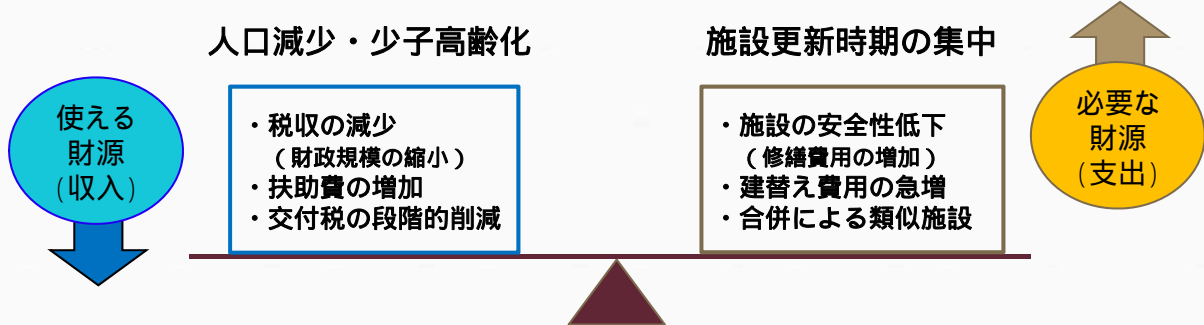 人口減少・少子高齢化
使える
財源
(収入)
・税収の減少
(財政規模の縮小)
・扶助費の増加
・交付税の段階的削減
施設更新時期の集中
・施設の安全性低下
(修繕費用の増加)
・建替え費用の急増
・合併による類似施設
必要な
財源
(支出)